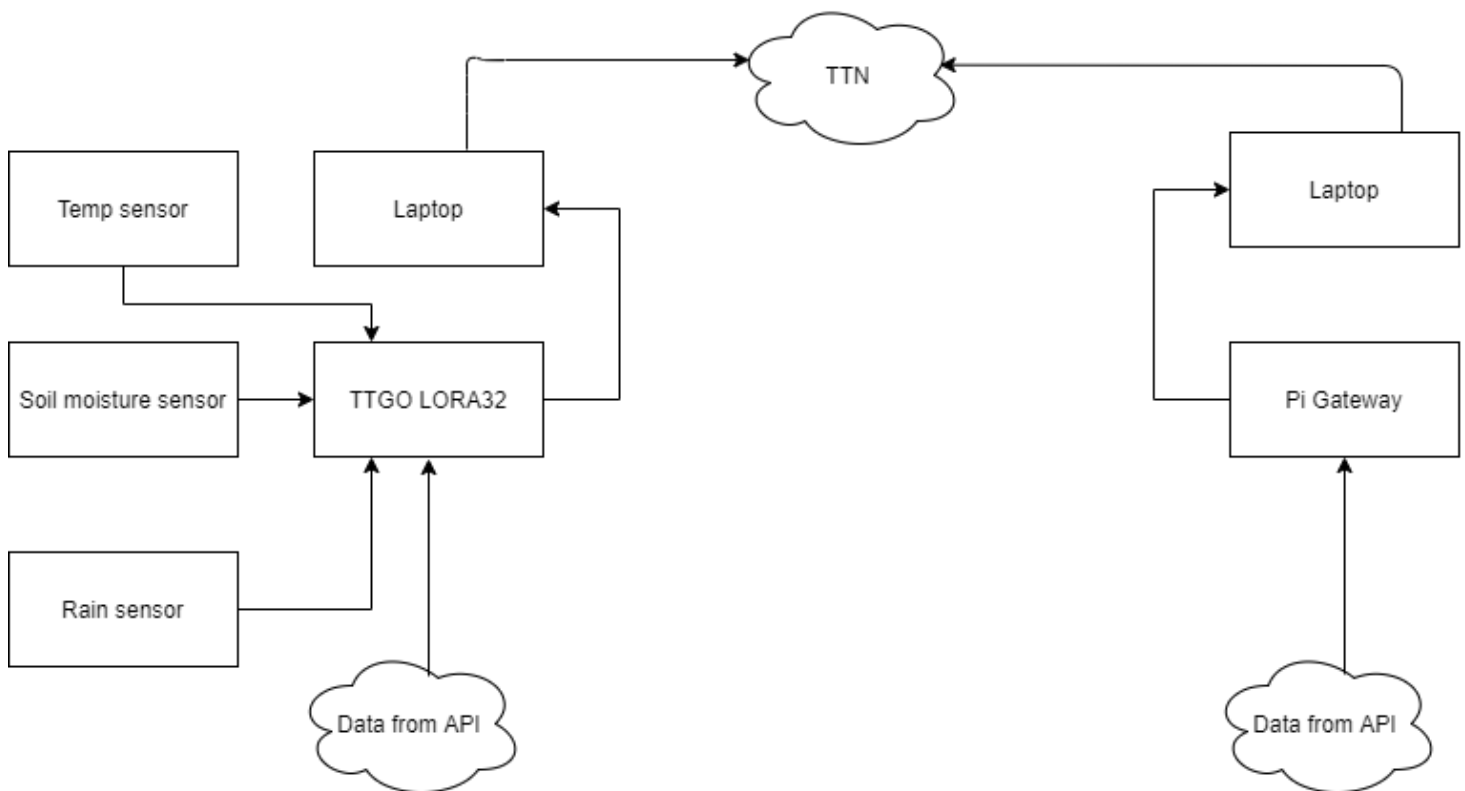 TTN
Temp sensor
Laptop
Laptop
Soil moisture sensor
TTGO LORA32
Pi Gateway
Rain sensor
Data from API
Data from API